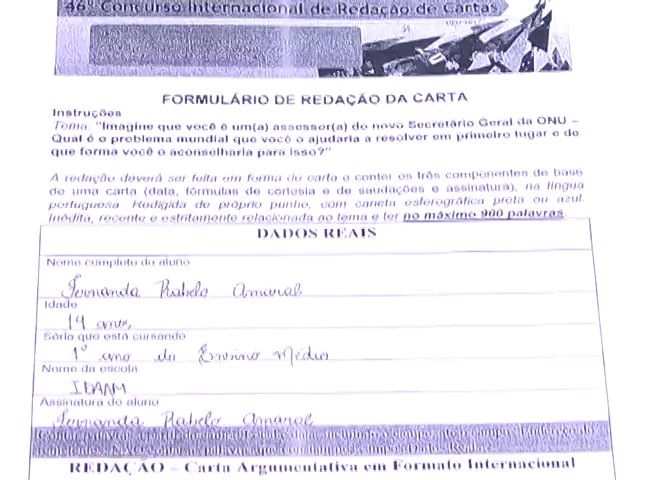 46º Concurso Internacional de Redação de Cartas
FORMULÁRIO DE REDAÇÃO DA CARTA
Instruções
Tema: "Imagine que você é um(a) assessor(a) do novo Secretário Geral da ONU –
Qual é o problema mundial que você o ajudaria a resolver em primeiro lugar e de
que forma você o aconselharia para isso?"
A redação deverá ser feita em forma de carta e conter os três componentes de base
de uma carta (data, fórmulas de cortesia e de saudações e assinatura), na língua
portuguesa. Redigida de próprio punho, com caneta esferográfica preta ou azul.
Inédita, recente e estritamente relacionada ao tema e ter no máximo 900 palavras
DADOS REAIS
Nome completo do aluno
Fernanda Rabelo Amaral
Idade
14 anos
Série que está cursando
1º ano do Ensino Médio
Nome da escola
IDAAM
Assinatura do aluno
Fernanda Rabelo Amaral
REDAÇÃO – Carta Argumentativa em Formato Internacional